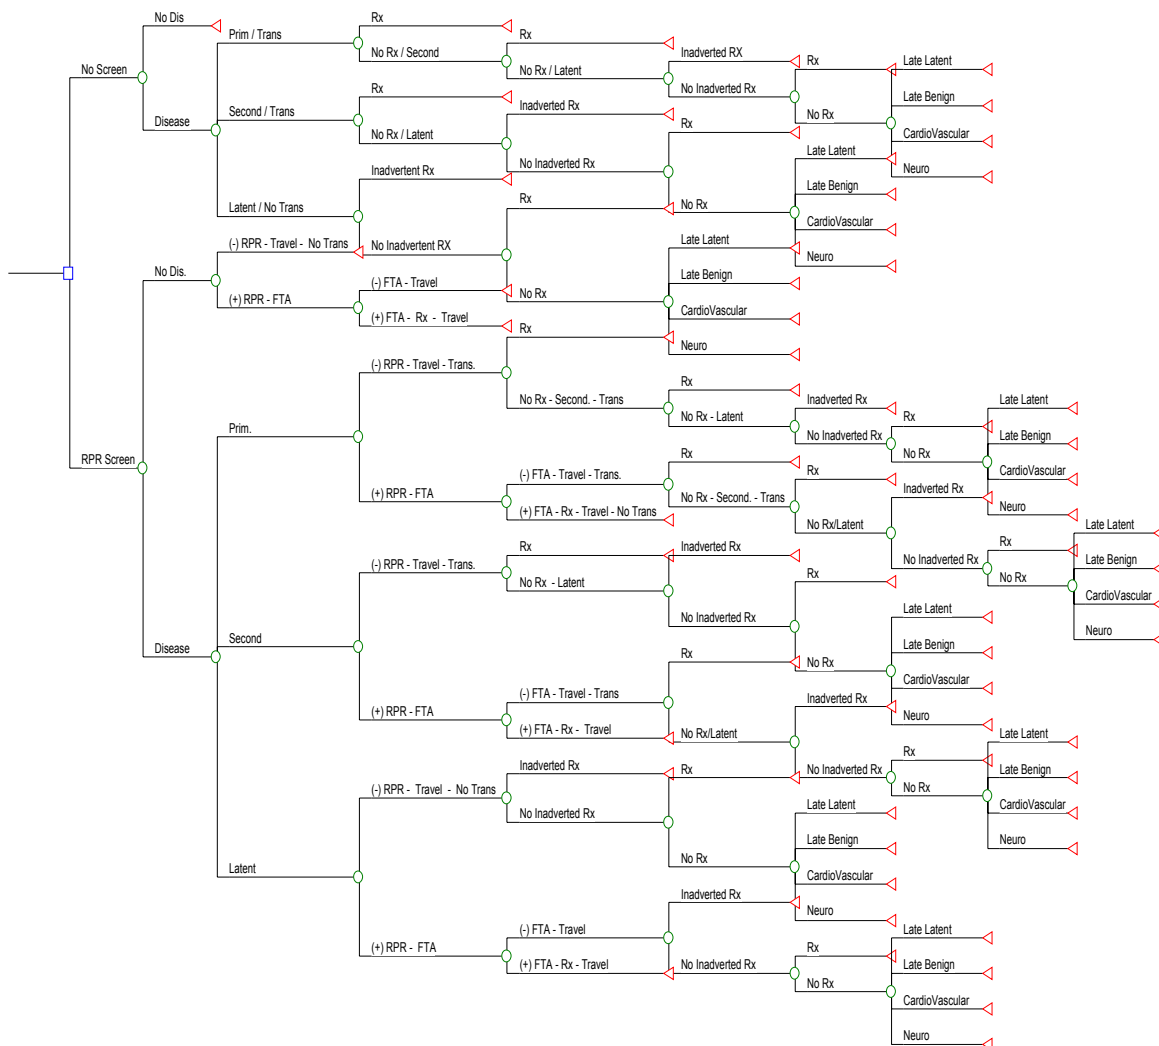 No Dis
Rx
Prim / Trans
Rx
No Rx / Second
Inadverted RX
No Screen
No Rx / Latent
Rx
Late Latent
No Inadverted Rx
Rx
Late Benign
Second / Trans
Inadverted Rx
No Rx
Disease
Rx
CardioVascular
No Rx / Latent
Late Latent
No Inadverted Rx
Neuro
Inadvertent Rx
Late Benign
Rx
Latent / No Trans
No Rx
CardioVascular
(-) RPR - Travel - No Trans
No Inadvertent RX
Late Latent
Neuro
No Dis.
Late Benign
(-) FTA - Travel
(+) RPR - FTA
No Rx
CardioVascular
(+) FTA - Rx - Travel
Rx
Neuro
(-) RPR - Travel - Trans.
Rx
No Rx - Second. - Trans
Inadverted Rx
Late Latent
No Rx - Latent
Rx
Prim.
No Inadverted Rx
Late Benign
RPR Screen
Rx
No Rx
CardioVascular
(-) FTA - Travel - Trans.
Rx
Inadverted Rx
(+) RPR - FTA
No Rx - Second. - Trans
Neuro
(+) FTA - Rx - Travel - No Trans
No Rx/Latent
Late Latent
Rx
Inadverted Rx
Rx
(-) RPR - Travel - Trans.
No Inadverted Rx
Late Benign
No Rx - Latent
Rx
No Rx
CardioVascular
Late Latent
No Inadverted Rx
Second
Neuro
Disease
Rx
Late Benign
No Rx
(-) FTA - Travel - Trans
CardioVascular
Inadverted Rx
(+) RPR - FTA
Neuro
(+) FTA - Rx - Travel
No Rx/Latent
Late Latent
Rx
Inadverted Rx
Rx
No Inadverted Rx
Late Benign
(-) RPR - Travel - No Trans
No Rx
Late Latent
CardioVascular
No Inadverted Rx
Late Benign
Neuro
No Rx
Latent
CardioVascular
Inadverted Rx
Neuro
(-) FTA - Travel
Late Latent
(+) RPR - FTA
Rx
(+) FTA - Rx - Travel
No Inadverted Rx
Late Benign
No Rx
CardioVascular
Neuro